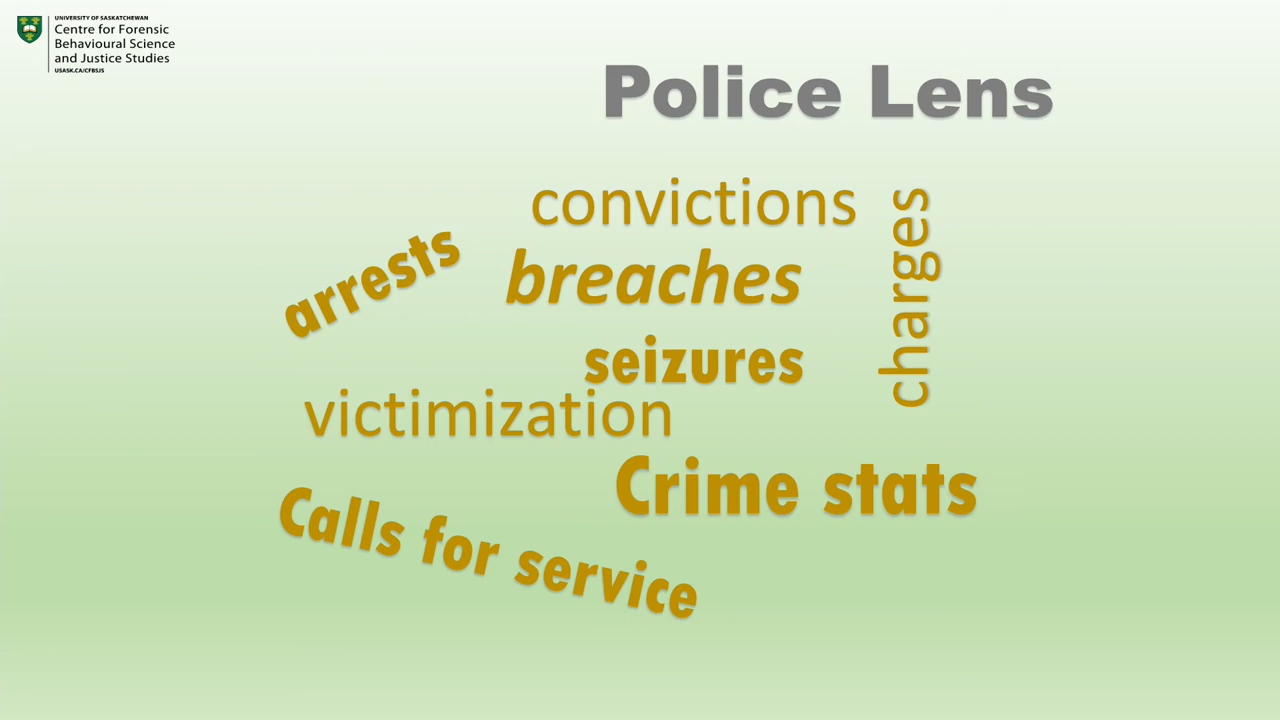 UNIVERSITY OF SASKATCHEWAN
Centre for Forensic
Behavioural Science
and Justice Studies
USASK.CA/CFBSJS
Police Lens
convictions
charges
arrests
breaches
seizures
victimization
Crime stats
Calls for service